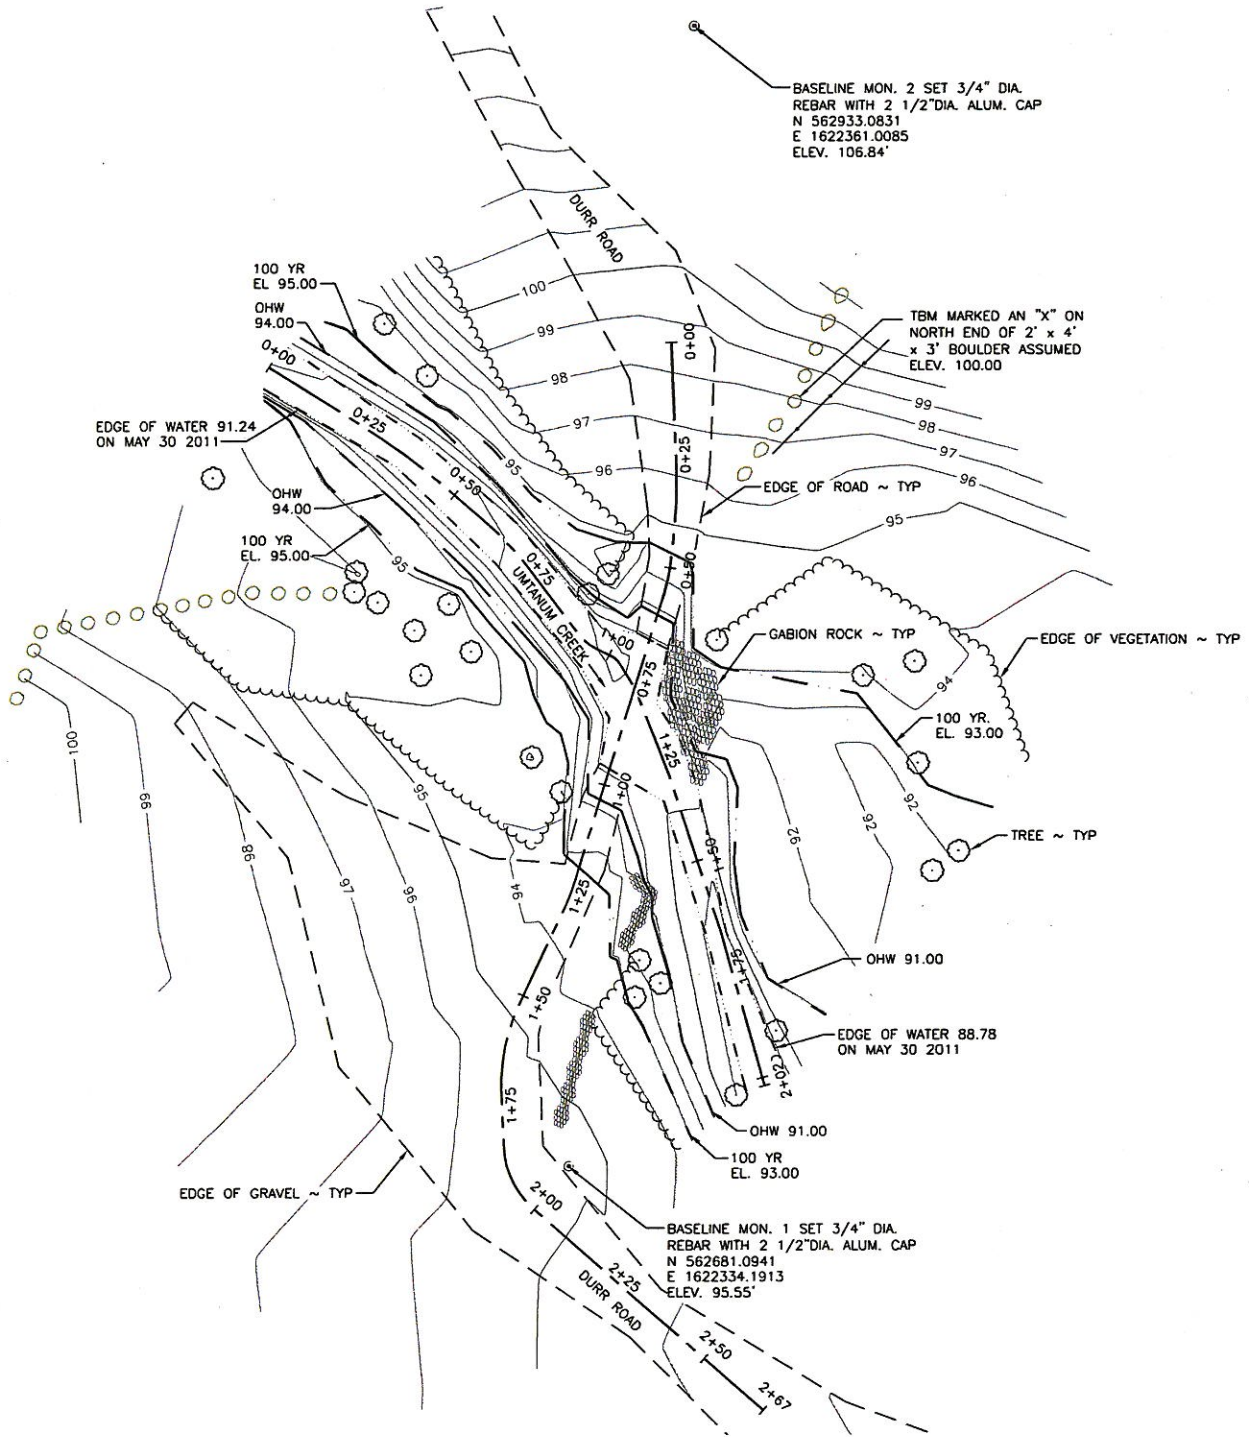 BASELINE MON. 2 SET 3/4" DIA.
REBAR WITH 2 1/2"DIA. ALUM. CAP
N 562933.0831
E 1622361.0085
ELEV. 106.84'
DURR ROAD
100 YR
EL 95.00
OHW
94.00
0+00
100
99
98
97
96
95
0+00
0+25
0+50
TBM MARKED AN "X" ON
NORTH END OF 2' x 4'
x 3' BOULDER ASSUMED
ELEV. 100.00
99
98
97
96
95
EDGE OF WATER 91.24
ON MAY 30 2011
0+25
0+50
0+75
1+00
UMTANUM CREEK
EDGE OF ROAD ~ TYP
OHW
94.00
100 YR
EL. 95.00
95
GABION ROCK ~ TYP
EDGE OF VEGETATION ~ TYP
94
0+75
1+25
100 YR.
EL. 93.00
100
99
98
97
96
95
94
1+00
92
92
92
TREE ~ TYP
1+50
1+25
1+75
OHW 91.00
1+50
EDGE OF WATER 88.78
ON MAY 30 2011
2+02
1+75
OHW 91.00
100 YR
EL. 93.00
EDGE OF GRAVEL ~ TYP
2+00
BASELINE MON. 1 SET 3/4" DIA.
REBAR WITH 2 1/2"DIA. ALUM. CAP
N 562681.0941
E 1622334.1913
ELEV. 95.55'
2+25
DURR ROAD
2+50
2+67